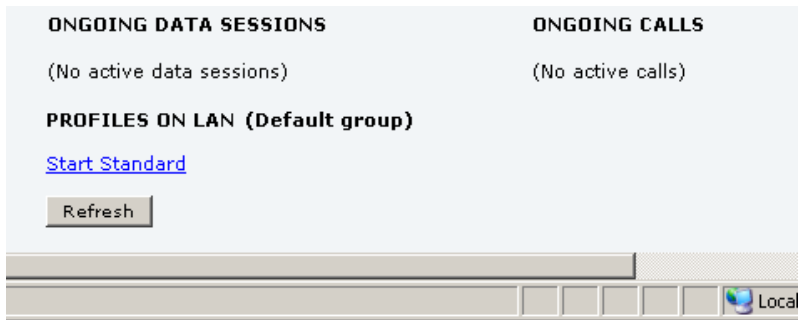 ONGOING DATA SESSIONS
ONGOING CALLS
(No active data sessions)
(No active calls)
PROFILES ON LAN (Default group)
Start Standard
Refresh
Local